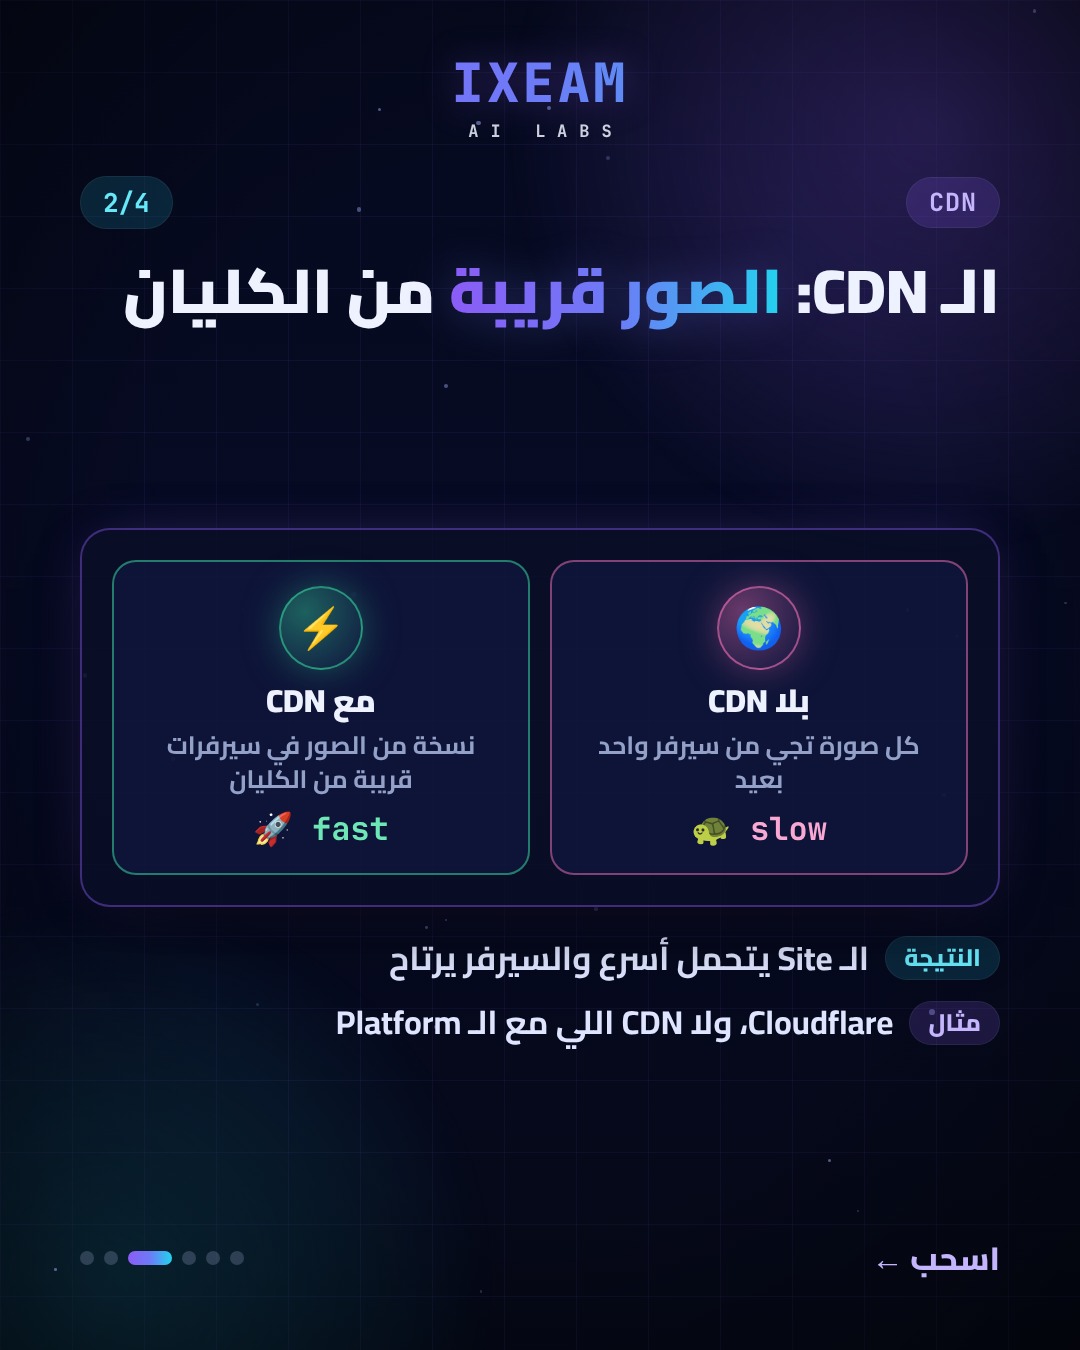 IXEAM
AI LABS
CDN
2/4
الـ CDN: الصور قريبة من الكليان
بلا CDN
كل صورة تجي من سيرفر واحد
بعيد
slow 🐢
مع CDN
نسخة من الصور في سيرفرات
قريبة من الكليان
fast 🚀
النتيجة الـ Site يتحمل أسرع والسيرفر يرتاح
مثال Cloudflare، ولا CDN اللي مع الـ Platform
اسحب ←